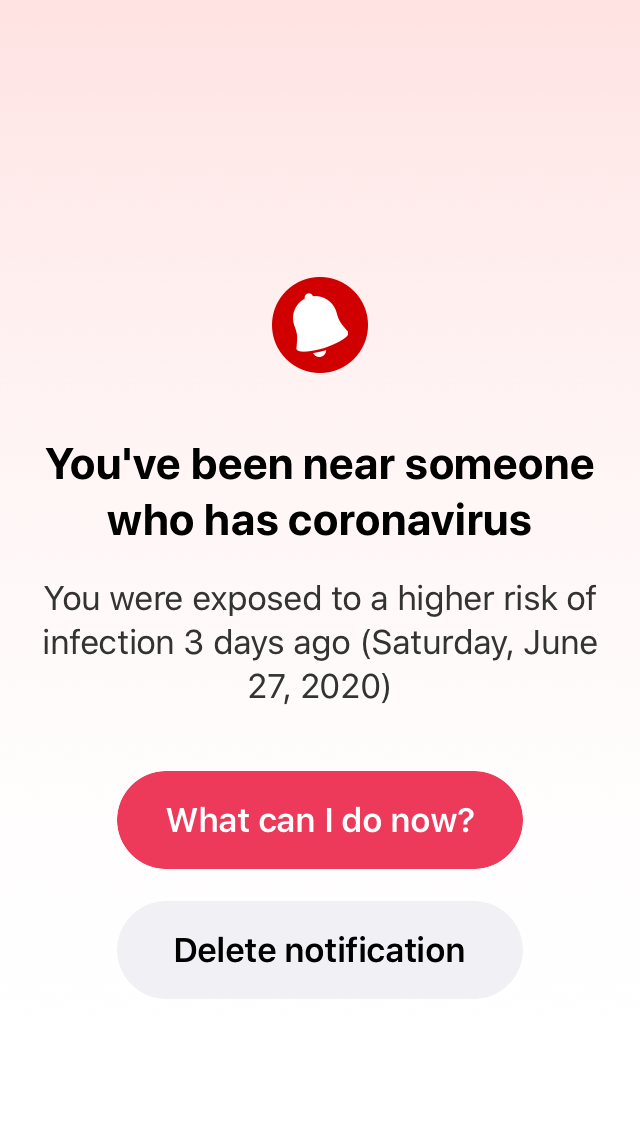 You've been near someone
who has coronavirus
You were exposed to a higher risk of
infection 3 days ago (Saturday, June
27, 2020)
What can I do now?
Delete notification